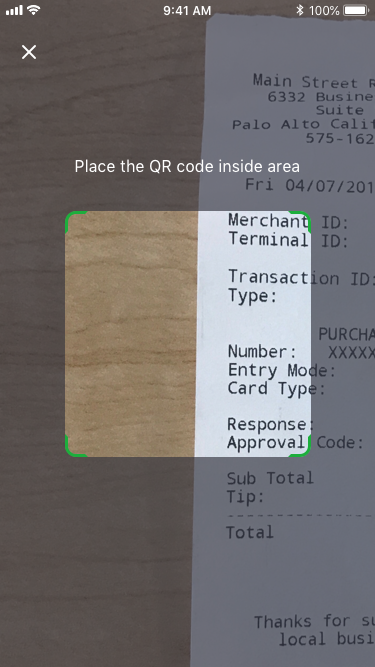 9:41 AM
100%
Place the QR code inside area
Main Street R
6332 Busine
Suite
Palo Alto Calif
575-162
Fri 04/07/201
Merchant ID:
Terminal ID:
Transaction ID:
Type:
PURCHA
Number: XXXXX
Entry Mode:
Card Type:
Response:
Approval Code:
Sub Total
Tip:
Total
Thanks for su
local busi